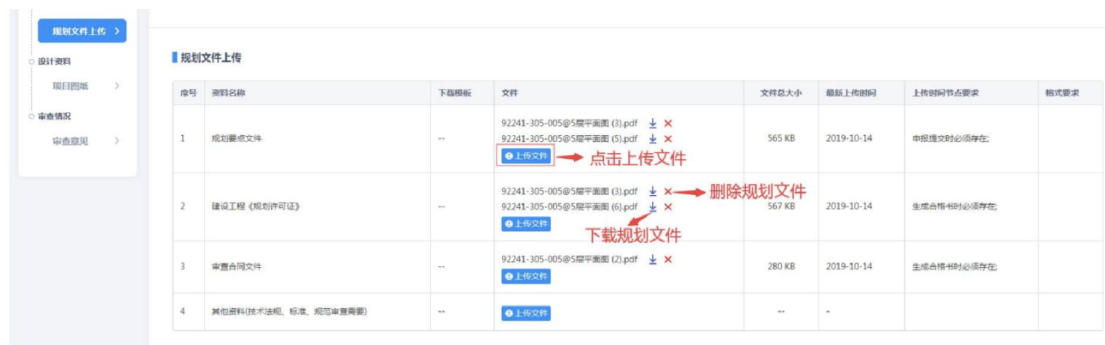 规划文件上传 >
设计资料
项目图纸 >
审查情况
审查意见 >
规划文件上传
序号 资料名称 下载模板 文件 文件总大小 最新上传时间 上传时间节点要求 格式要求
92241-305-005@5层平面图 (3).pdf
1 规划要点文件 -- 92241-305-005@5层平面图 (5).pdf 565 KB 2019-10-14 申报提交时必须存在;
上传文件 点击上传文件
92241-305-005@5层平面图 (3).pdf 删除规划文件
2 建设工程《规划许可证》 -- 92241-305-005@5层平面图 (6).pdf 567 KB 2019-10-14 生成合格书时必须存在;
上传文件 下载规划文件
92241-305-005@5层平面图 (2).pdf
3 审查合同文件 -- 280 KB 2019-10-14 生成合格书时必须存在;
上传文件
4 其他资料(技术法规、标准、规范审查需要) -- 上传文件 -- -